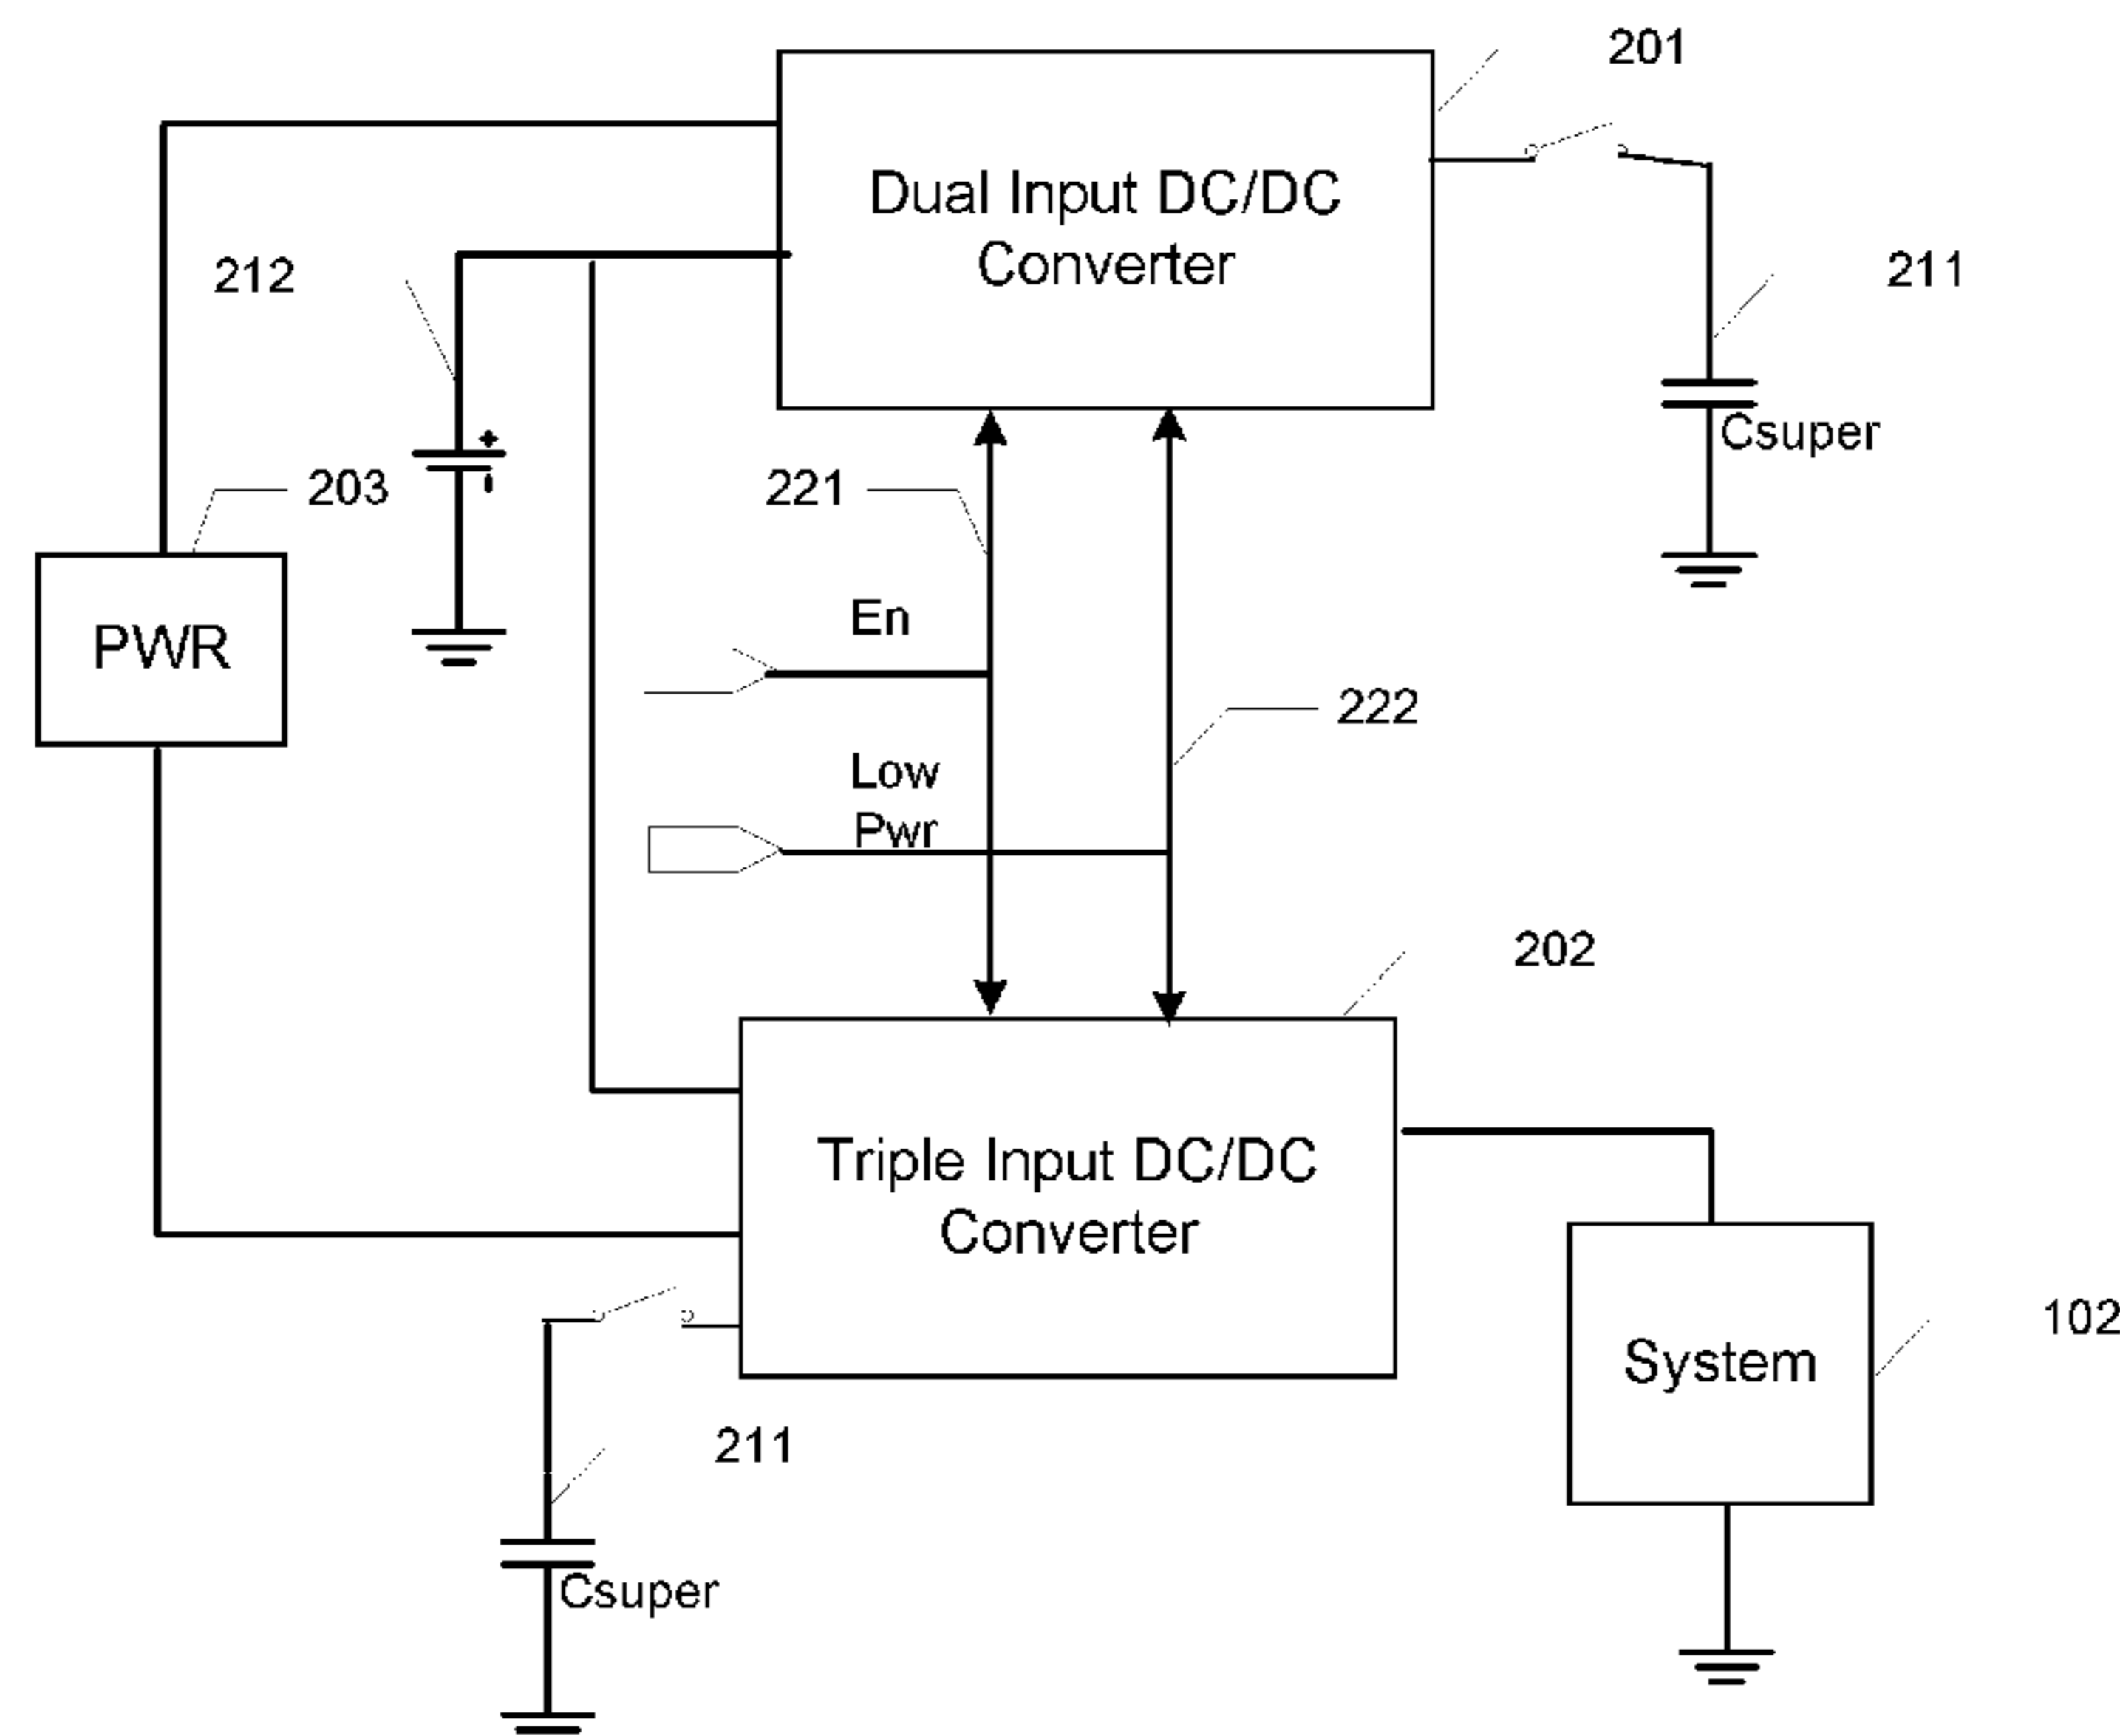 201
Dual Input DC/DC
Converter
212
211
Csuper
203
221
PWR
En
222
Low
Pwr
202
Triple Input DC/DC
Converter
System
102
211
Csuper